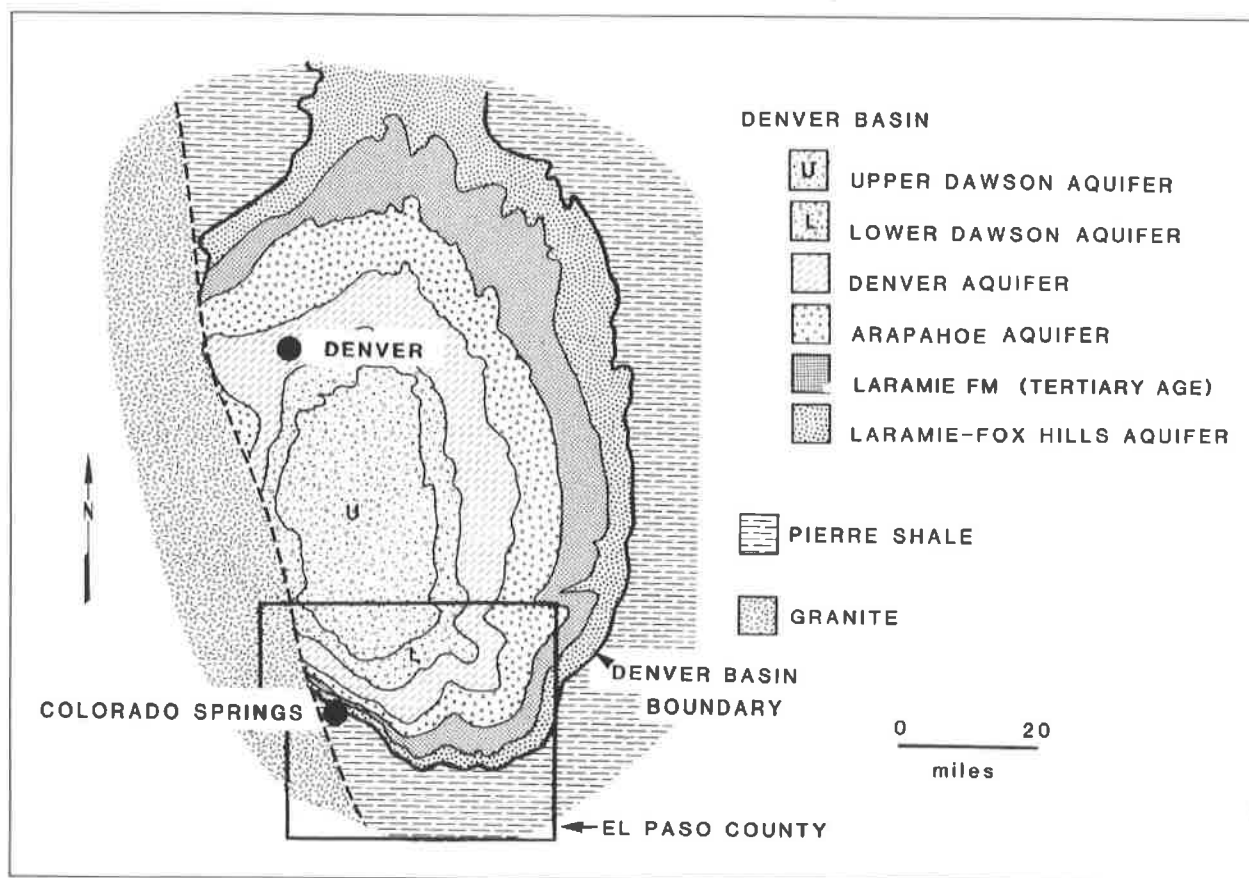 DENVER BASIN
U UPPER DAWSON AQUIFER
L LOWER DAWSON AQUIFER
DENVER AQUIFER
ARAPAHOE AQUIFER
LARAMIE FM (TERTIARY AGE)
LARAMIE-FOX HILLS AQUIFER
PIERRE SHALE
GRANITE
DENVER
U
N
L
DENVER BASIN
BOUNDARY
COLORADO SPRINGS
0 20
miles
EL PASO COUNTY